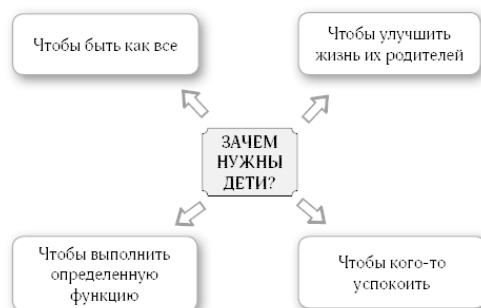 Чтобы быть как все
Чтобы улучшить
жизнь их родителей
ЗАЧЕМ
НУЖНЫ
ДЕТИ?
Чтобы выполнить
определенную
функцию
Чтобы кого-то
успокоить